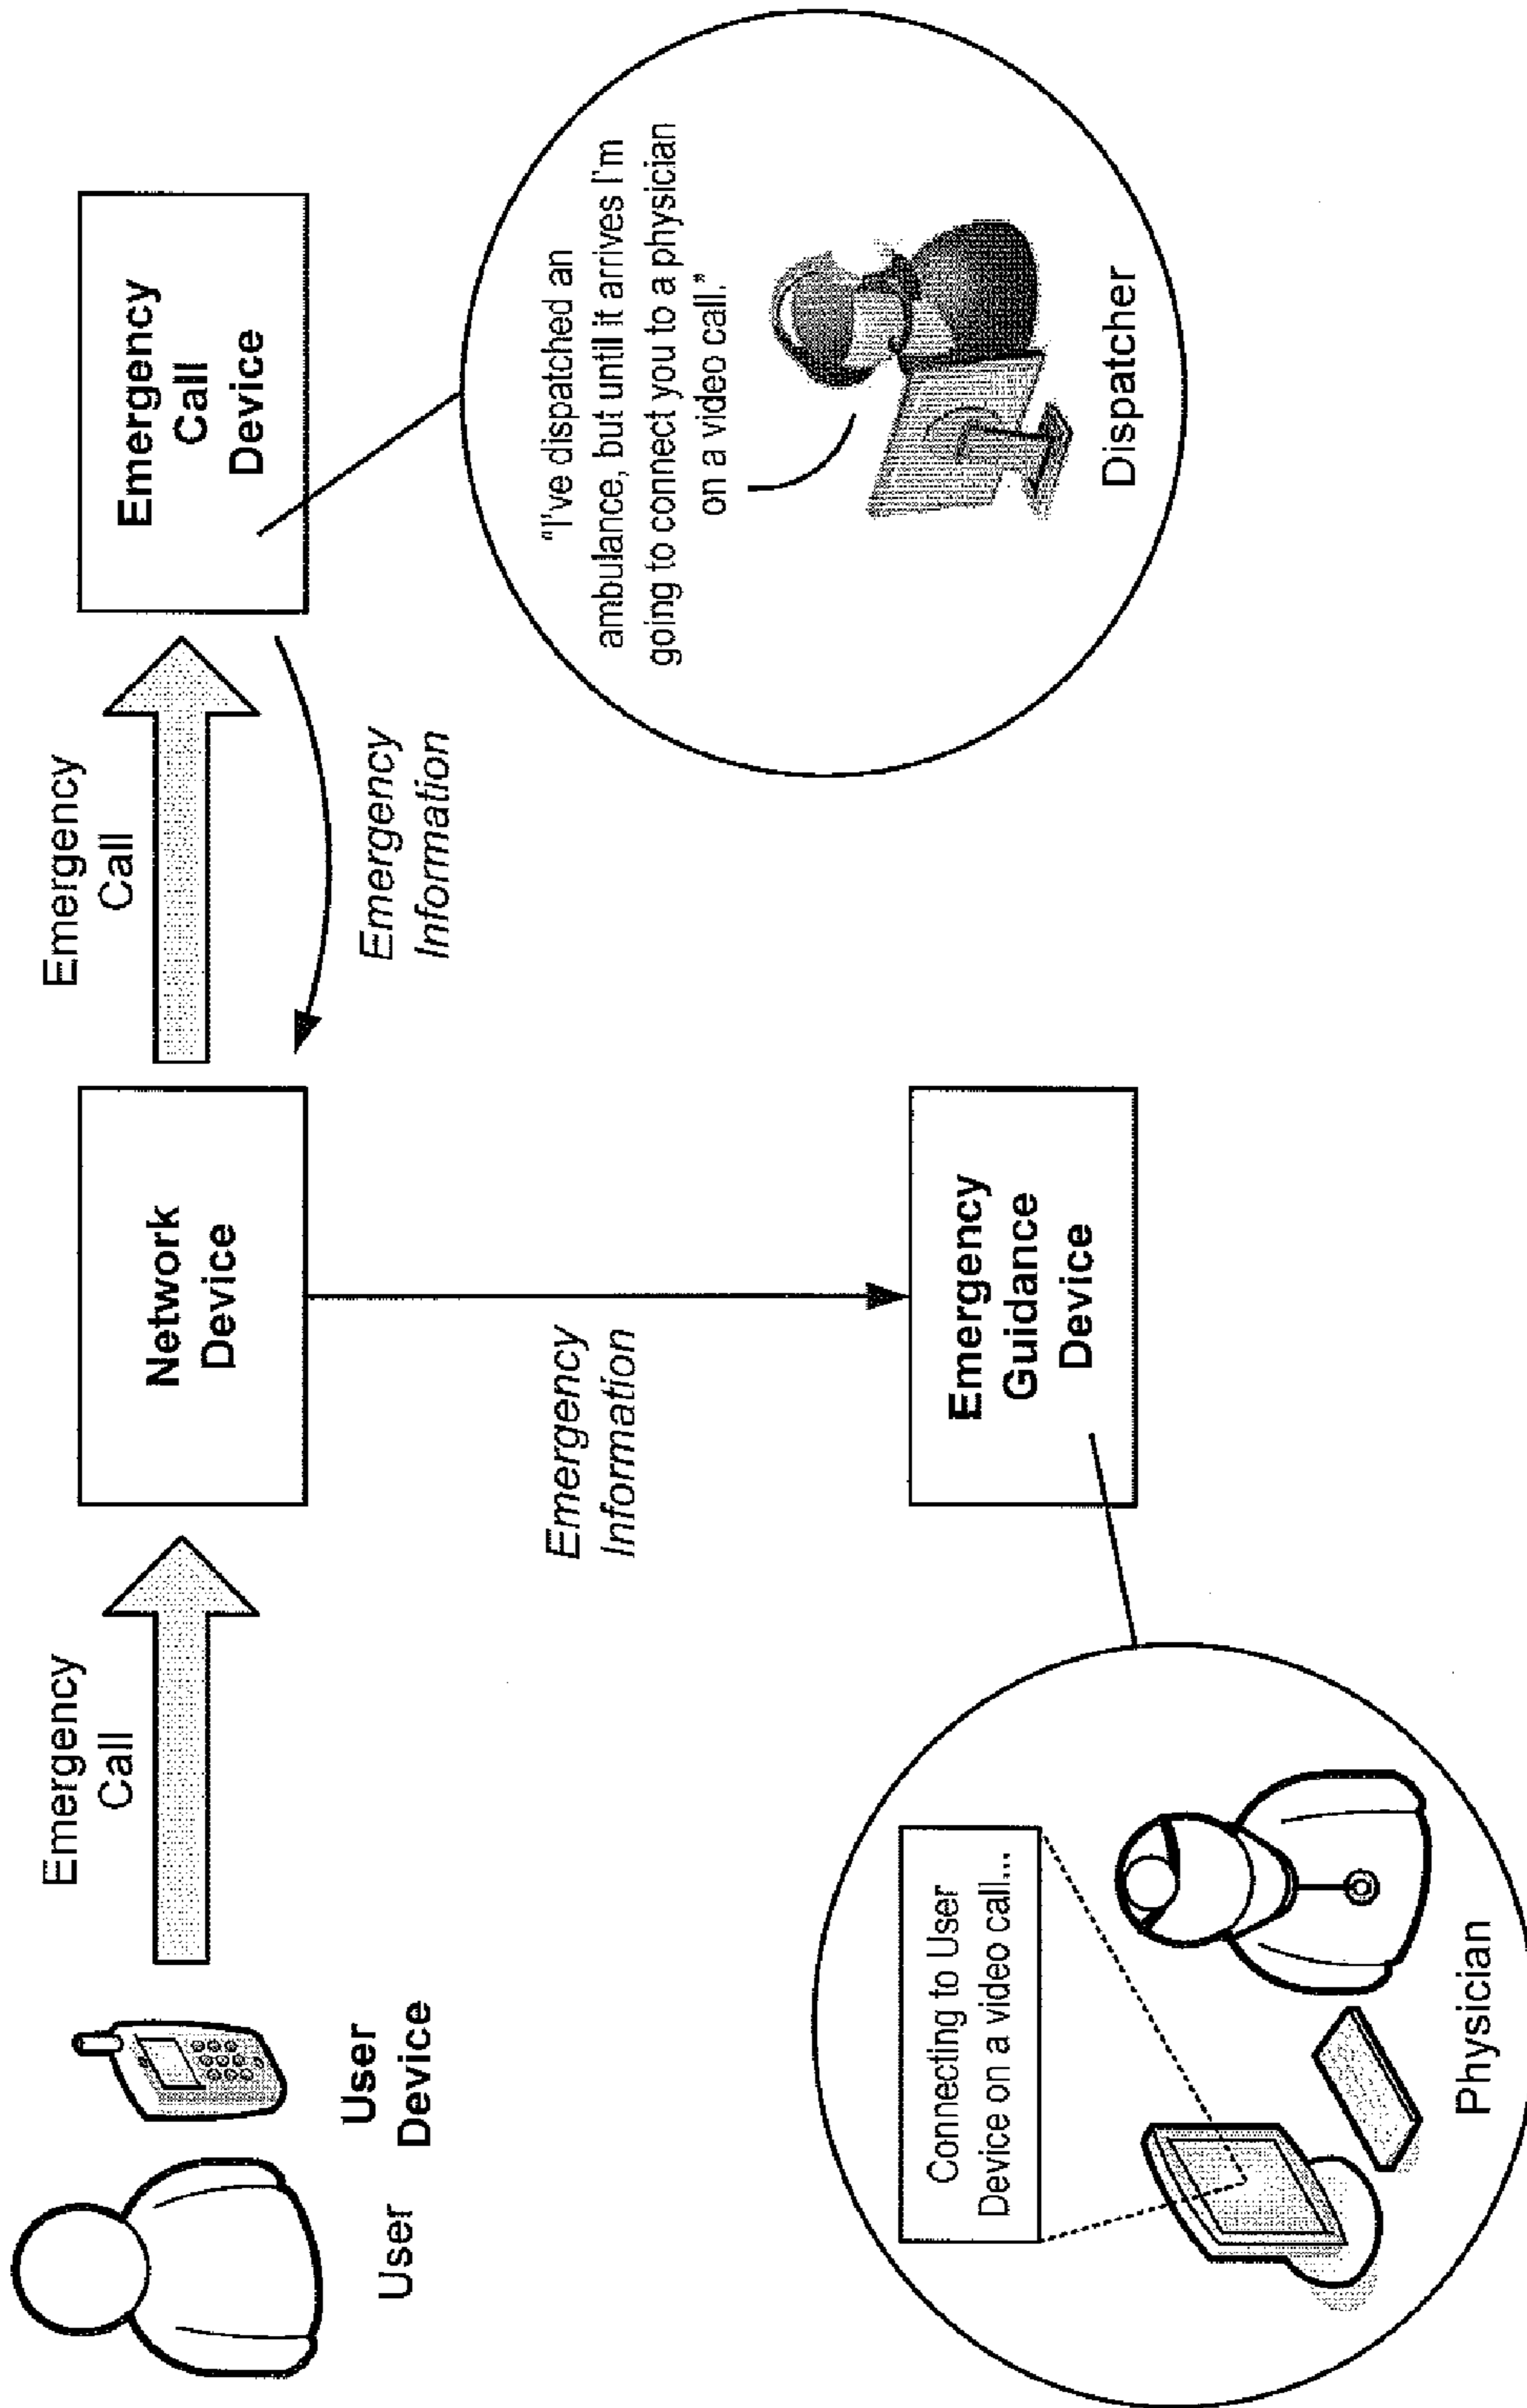 Emergency
Call
Emergency
Call
User
User
Device
Network
Device
Emergency
Call
Device
Emergency
Information
Emergency
Information
"I've dispatched an
ambulance, but until it arrives I'm
going to connect you to a physician
on a video call."
Dispatcher
Emergency
Guidance
Device
Connecting to User
Device on a video call...
Physician